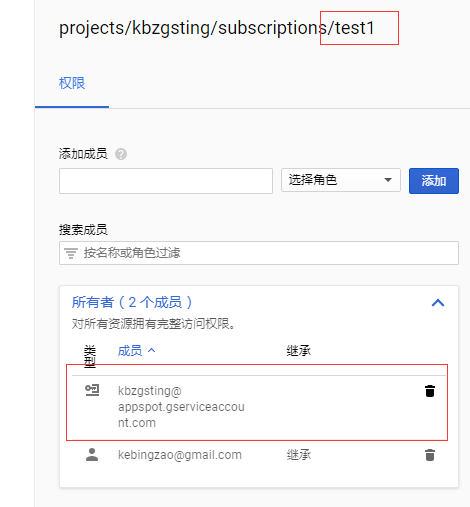 projects/kbzgsting/subscriptions/test1
权限
添加成员 ?
选择角色
添加
搜索成员
按名称或角色过滤
所有者（2 个成员）
对所有资源拥有完整访问权限。
类型 成员 继承
kbzgsting@
appspot.gserviceaccou
nt.com
kebingzao@gmail.com 继承